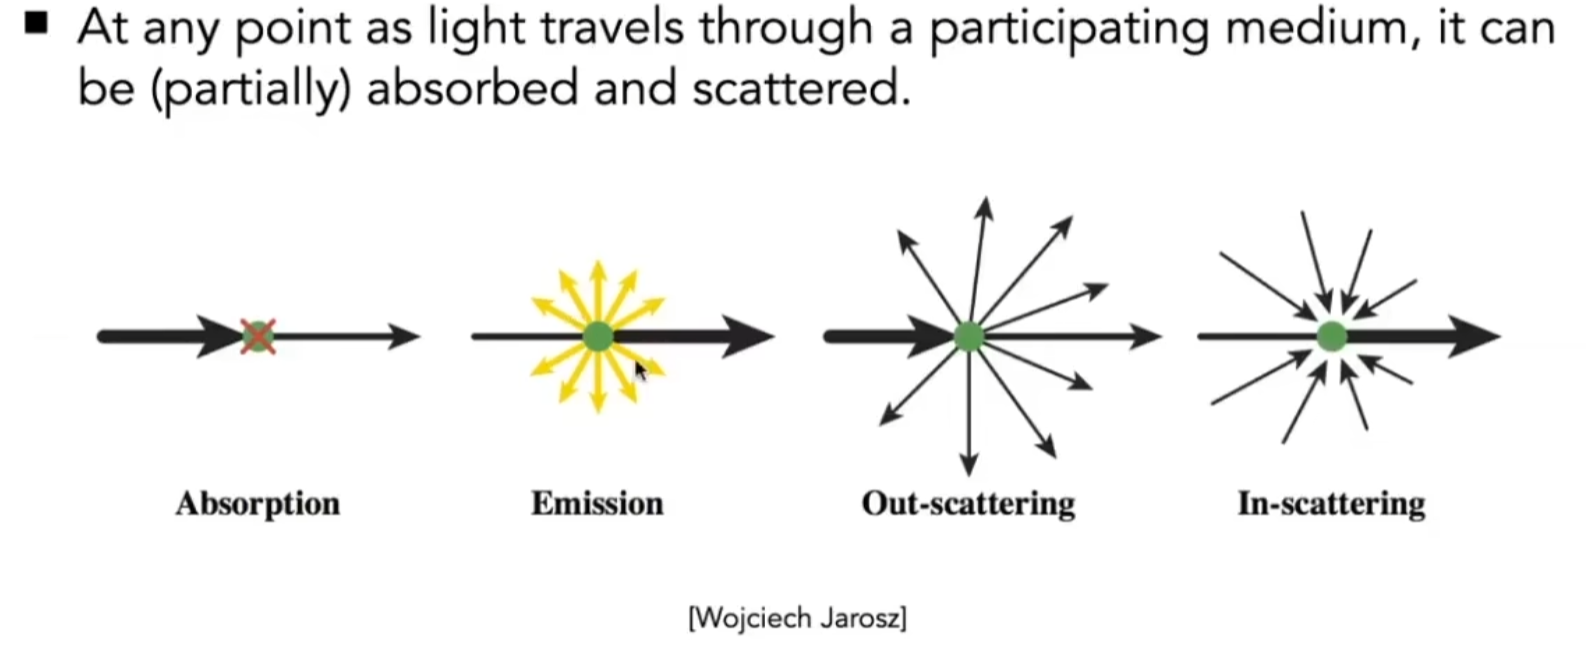 ■ At any point as light travels through a participating medium, it can
be (partially) absorbed and scattered.
Absorption
Emission
Out-scattering
In-scattering
[Wojciech Jarosz]